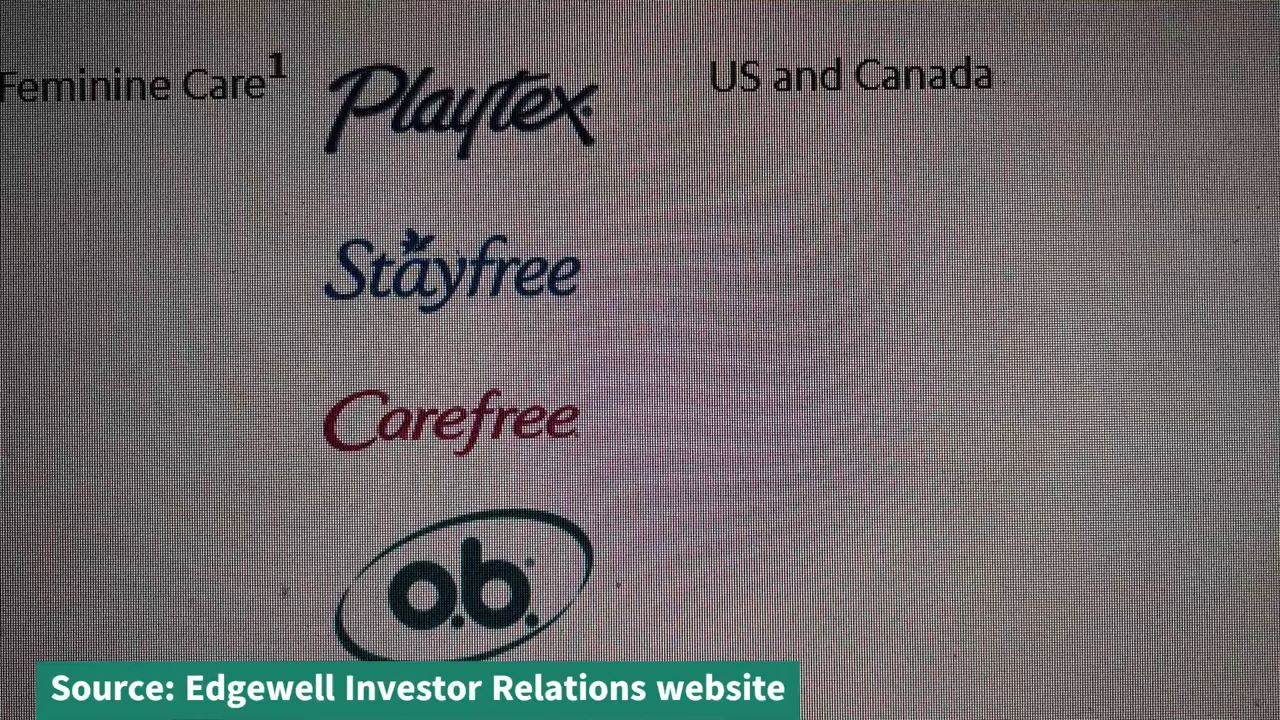 Feminine Care¹
Playtex
US and Canada
Stayfree
Carefree
o.b.
Source: Edgewell Investor Relations website